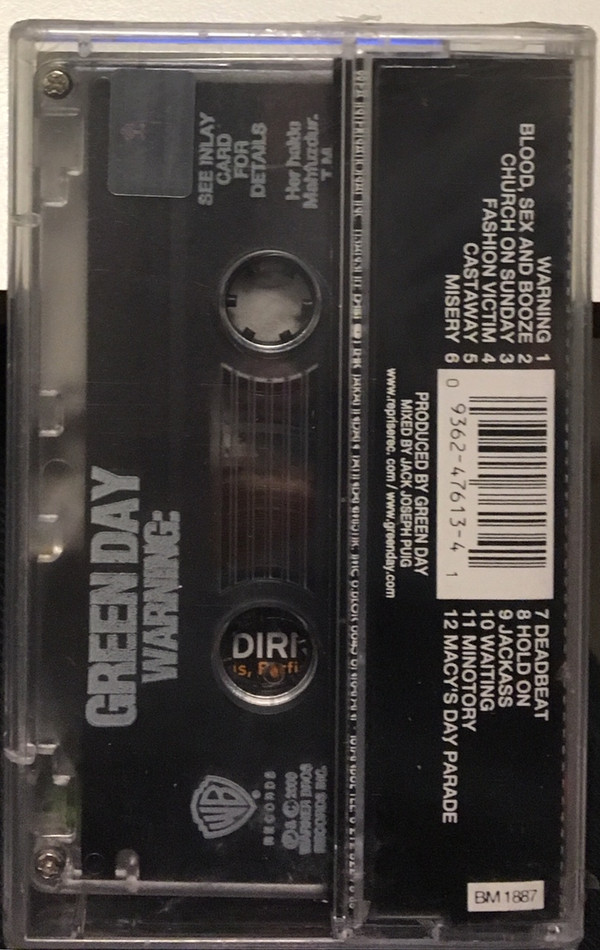 WARNING 1
BLOOD, SEX AND BOOZE 2
CHURCH ON SUNDAY 3
FASHION VICTIM 4
CASTAWAY 5
MISERY 6
0 9362-47613-4 1
7 DEADBEAT
8 HOLD ON
9 JACKASS
10 WAITING
11 MINOTORY
12 MACY'S DAY PARADE
PRODUCED BY GREEN DAY
MIXED BY JACK JOSEPH PUIG
www.repriserec.com / www.greenday.com
BM 1887
SEE INLAY
CARD
FOR
DETAILS
Her hakkı
Mahfuzdur.
T M
GREEN DAY
WARNING:
DIRI
WB
RECORDS
℗ © 2000
WARNER BROS
RECORDS INC.